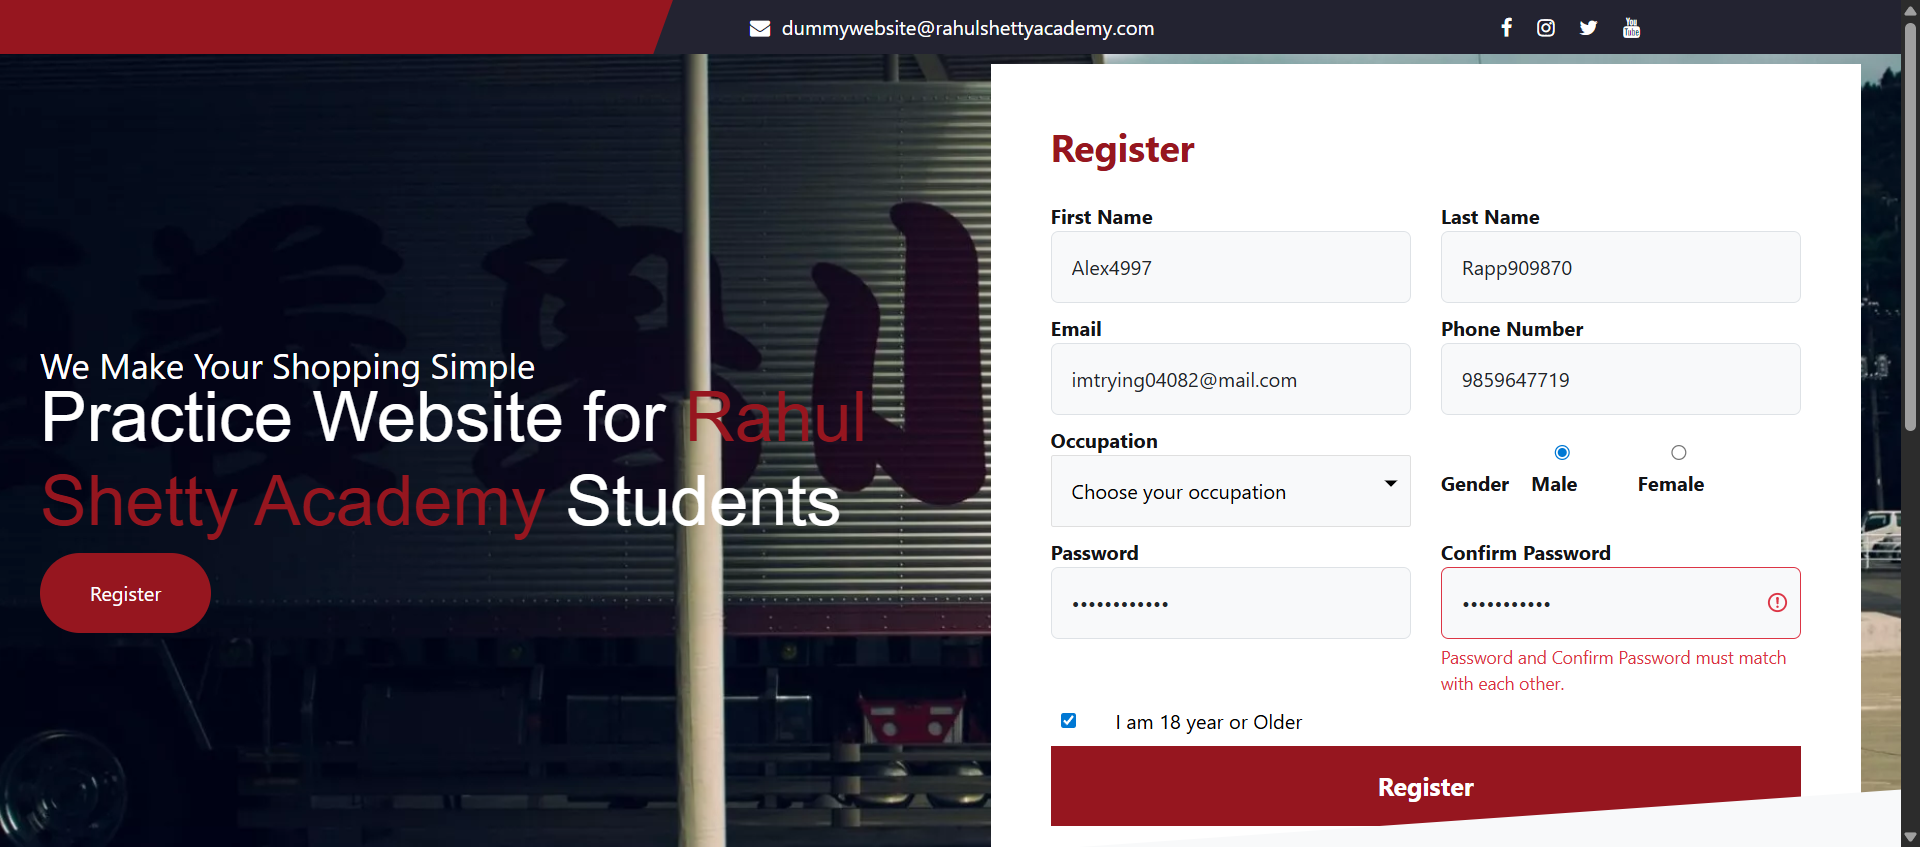 dummywebsite@rahulshettyacademy.com
We Make Your Shopping Simple
Practice Website for Rahul
Shetty Academy Students
Register
Register
First Name
Last Name
Alex4997
Rapp909870
Email
Phone Number
imtrying04082@mail.com
9859647719
Occupation
Choose your occupation
Gender Male Female
Password
Confirm Password
••••••••••••
•••••••••••
Password and Confirm Password must match
with each other.
I am 18 year or Older
Register